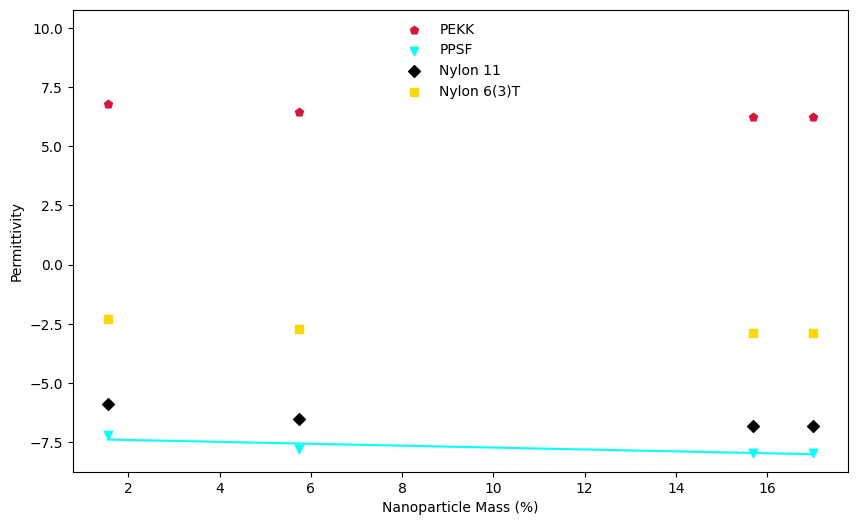 PEKK
PPSF
Nylon 11
Nylon 6(3)T
10.0
7.5
5.0
2.5
0.0
−2.5
−5.0
−7.5
Permittivity
2 4 6 8 10 12 14 16
Nanoparticle Mass (%)